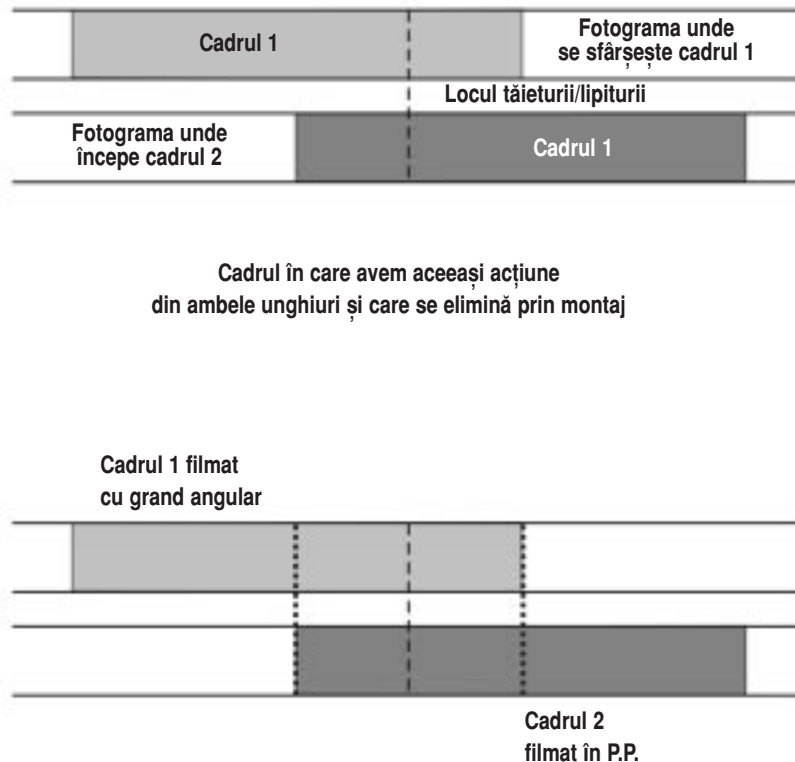 Cadrul 1
Fotograma unde
se sfârșește cadrul 1
Locul tăieturii/lipiturii
Fotograma unde
începe cadrul 2
Cadrul 1
Cadrul în care avem aceeași acțiune
din ambele unghiuri și care se elimină prin montaj
Cadrul 1 filmat
cu grand angular
Cadrul 2
filmat în P.P.